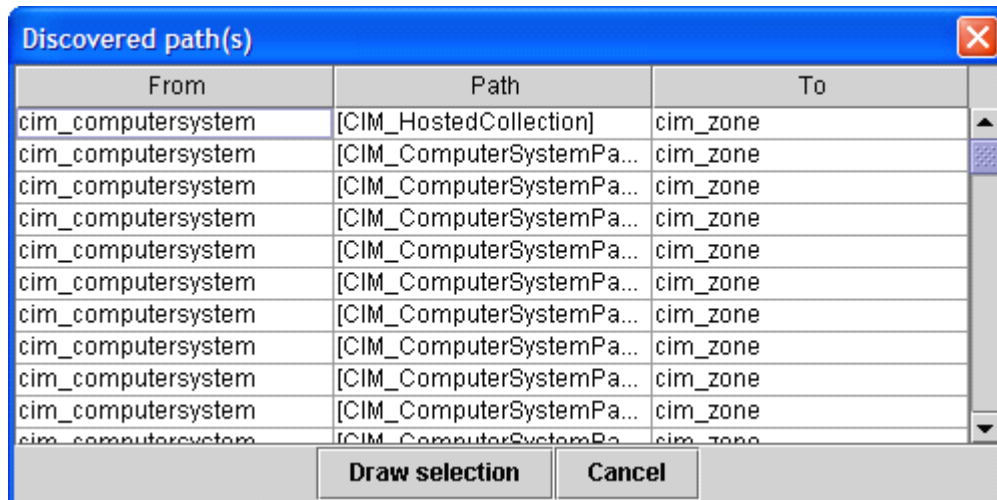 Discovered path(s)
From Path To
cim_computersystem [CIM_HostedCollection] cim_zone
cim_computersystem [CIM_ComputerSystemPa... cim_zone
cim_computersystem [CIM_ComputerSystemPa... cim_zone
cim_computersystem [CIM_ComputerSystemPa... cim_zone
cim_computersystem [CIM_ComputerSystemPa... cim_zone
cim_computersystem [CIM_ComputerSystemPa... cim_zone
cim_computersystem [CIM_ComputerSystemPa... cim_zone
cim_computersystem [CIM_ComputerSystemPa... cim_zone
cim_computersystem [CIM_ComputerSystemPa... cim_zone
cim_computersystem [CIM_ComputerSystemPa... cim_zone
cim_computersystem [CIM_ComputerSystemPa... cim_zone
Draw selection Cancel